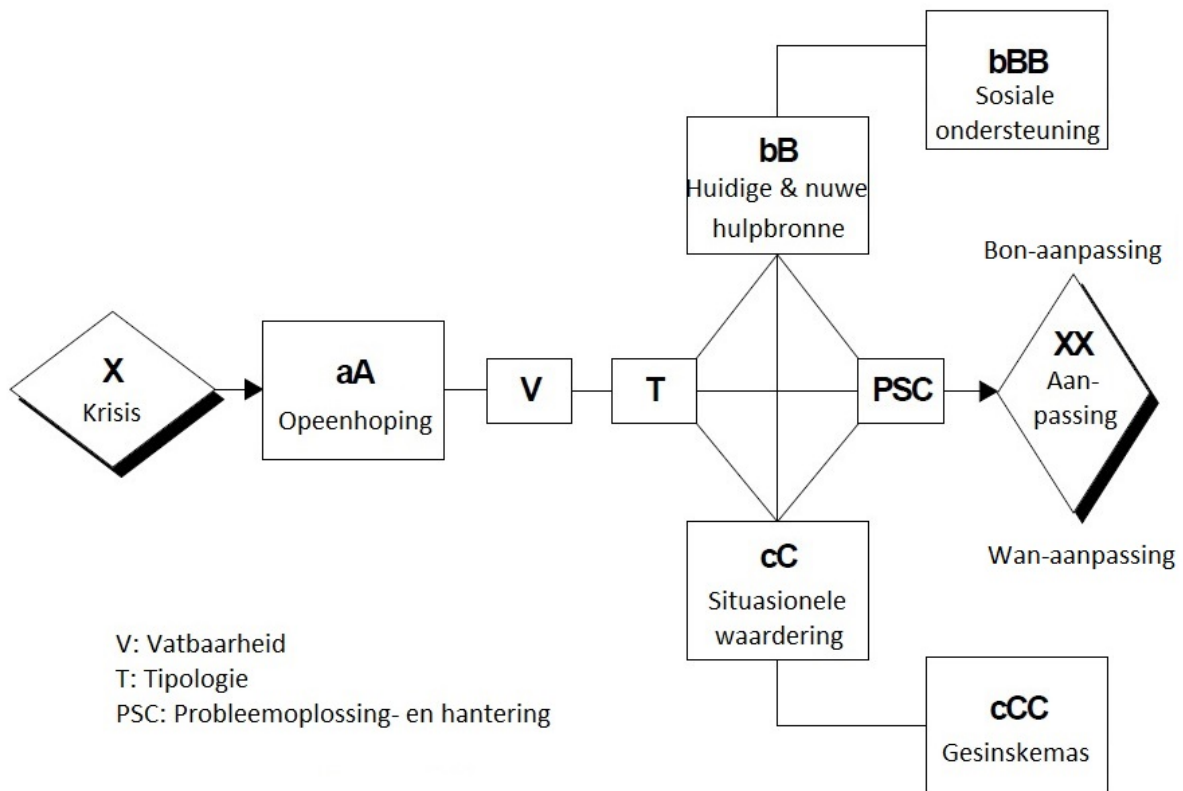 bBB
Sosiale
ondersteuning
bB
Huidige & nuwe
hulpbronne
Bon-aanpassing
X
Krisis
aA
Opeenhoping
V
T
PSC
XX
Aan-
passing
Wan-aanpassing
cC
Situasionele
waardering
V: Vatbaarheid
T: Tipologie
PSC: Probleemoplossing- en hantering
cCC
Gesinskemas